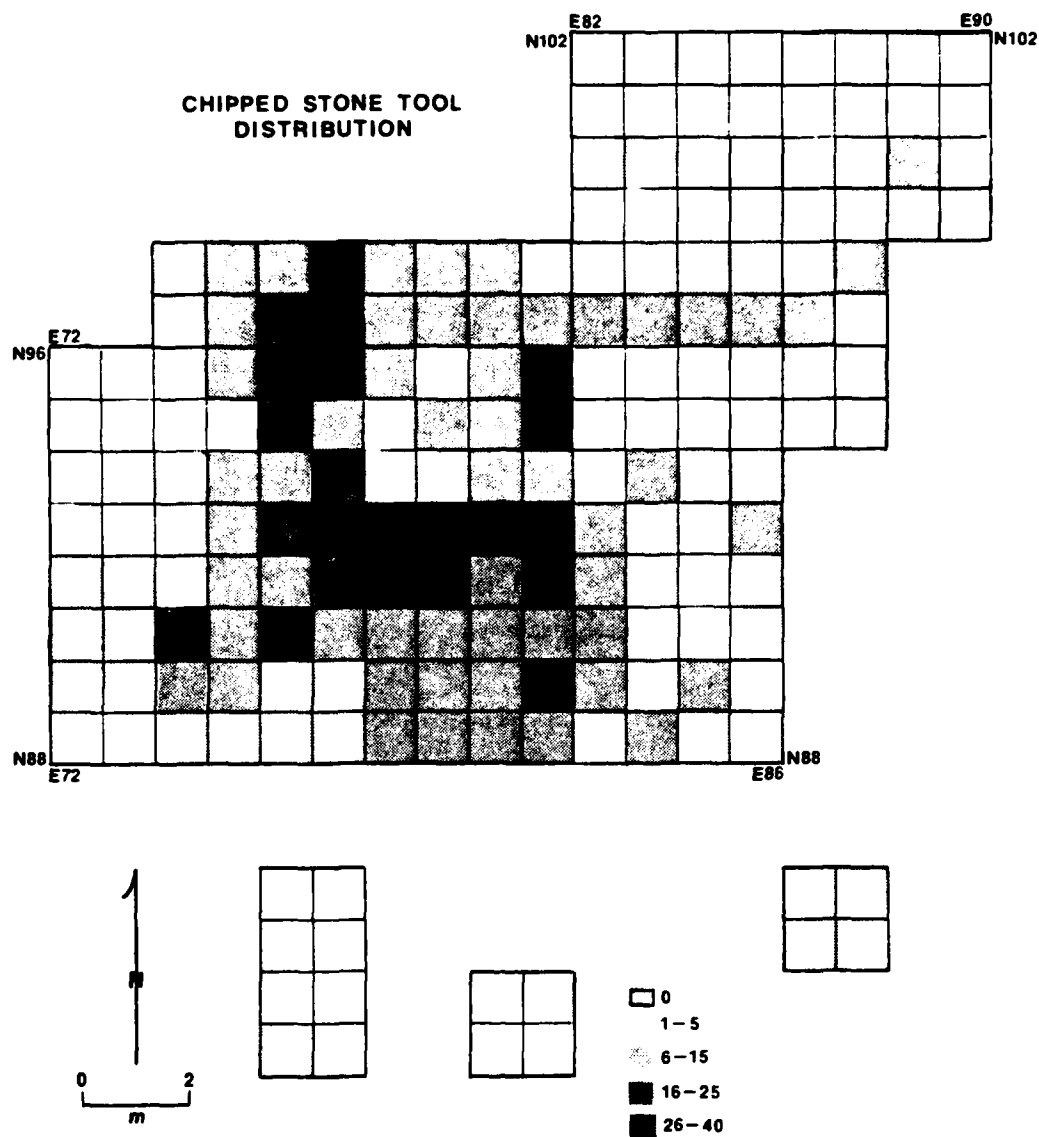 E82 E90
N102 N102
CHIPPED STONE TOOL
DISTRIBUTION
E72
N96
N88 N88
E72 E86
N
0 2
m
0
1-5
6-15
16-25
26-40